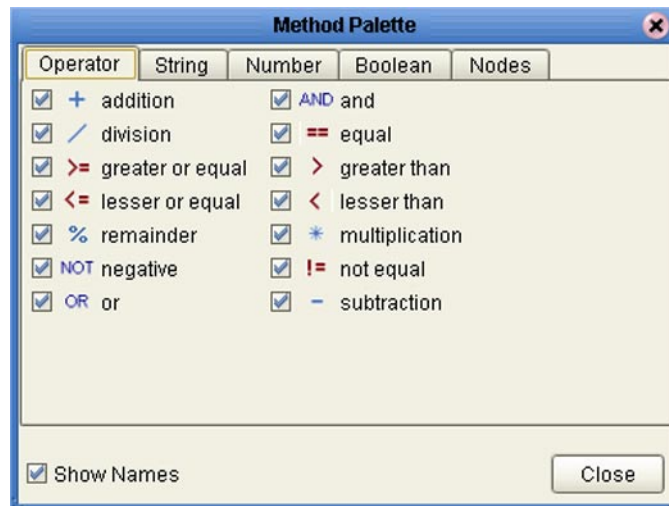 Method Palette
Operator String Number Boolean Nodes
+ addition AND and
/ division == equal
>= greater or equal > greater than
<= lesser or equal < lesser than
% remainder * multiplication
NOT negative != not equal
OR or - subtraction
Show Names Close